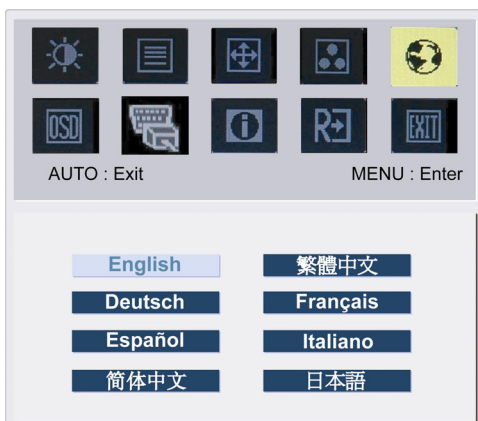 OSD
R
EXIT
AUTO : Exit MENU : Enter
English 繁體中文
Deutsch Français
Español Italiano
简体中文 日本語